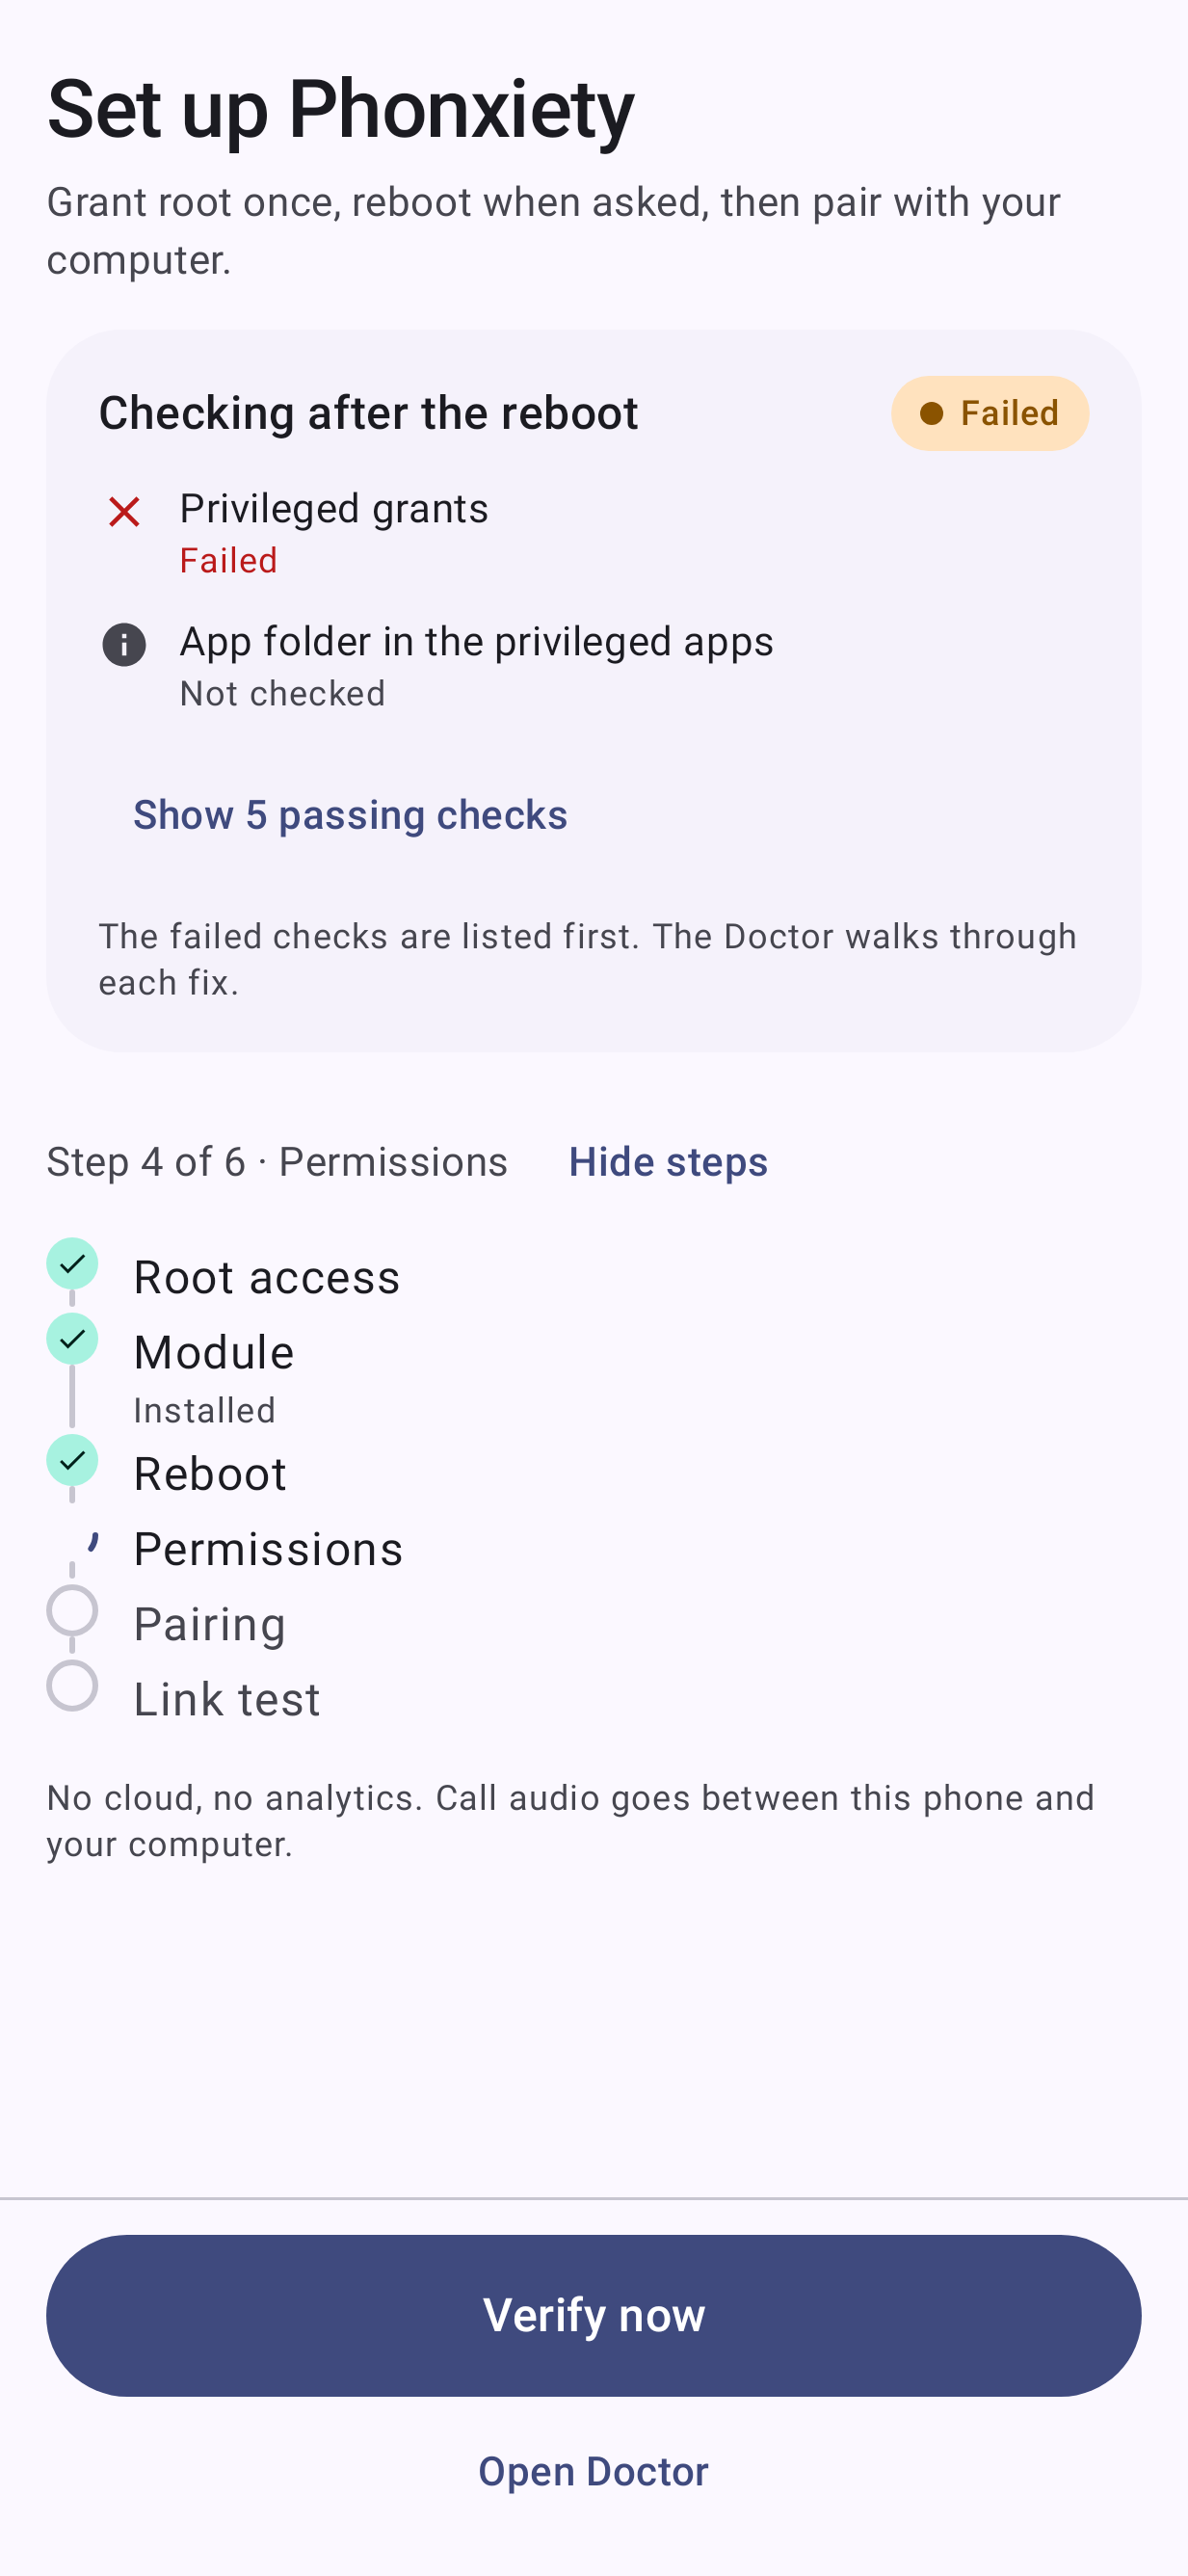 Set up Phonxiety
Grant root once, reboot when asked, then pair with your
computer.
Checking after the reboot
Failed
Privileged grants
Failed
App folder in the privileged apps
Not checked
Show 5 passing checks
The failed checks are listed first. The Doctor walks through
each fix.
Step 4 of 6 · Permissions
Hide steps
Root access
Module
Installed
Reboot
Permissions
Pairing
Link test
No cloud, no analytics. Call audio goes between this phone and
your computer.
Verify now
Open Doctor